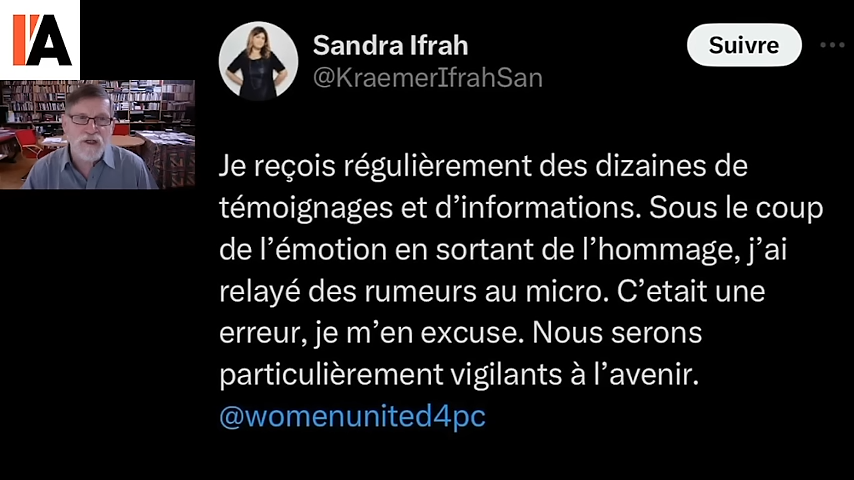 I'A
Sandra Ifrah
@KraemerIfrahSan
Suivre
Je reçois régulièrement des dizaines de
témoignages et d’informations. Sous le coup
de l’émotion en sortant de l’hommage, j’ai
relayé des rumeurs au micro. C’etait une
erreur, je m’en excuse. Nous serons
particulièrement vigilants à l’avenir.
@womenunited4pc